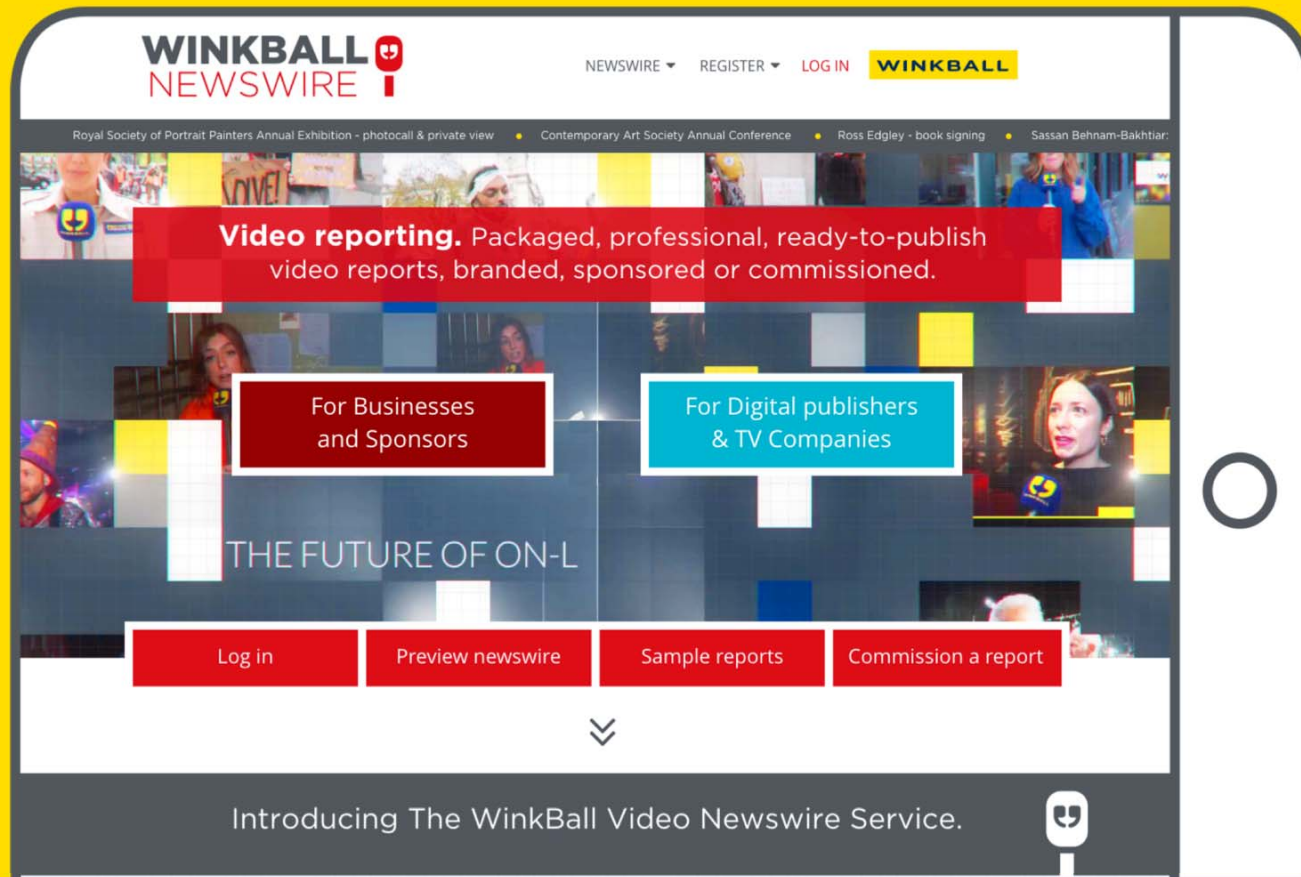 WINKBALL
NEWSWIRE
NEWSWIRE REGISTER LOG IN WINKBALL
Royal Society of Portrait Painters Annual Exhibition - photocall & private view • Contemporary Art Society Annual Conference • Ross Edgley - book signing • Sassan Behnam-Bakhtiar:
Video reporting. Packaged, professional, ready-to-publish
video reports, branded, sponsored or commissioned.
For Businesses
and Sponsors
For Digital publishers
& TV Companies
THE FUTURE OF ON-L
Log in
Preview newswire
Sample reports
Commission a report
Introducing The WinkBall Video Newswire Service.